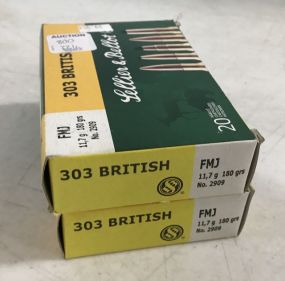 AUCTION
800
303 BRITISH
Sellier & Bellot
FMJ
11,7 g 180 grs
No. 2909
20
303 BRITISH
FMJ
11,7 g 180 grs
No. 2909
S&B
303 BRITISH
FMJ
11,7 g 180 grs
No. 2909
S&B